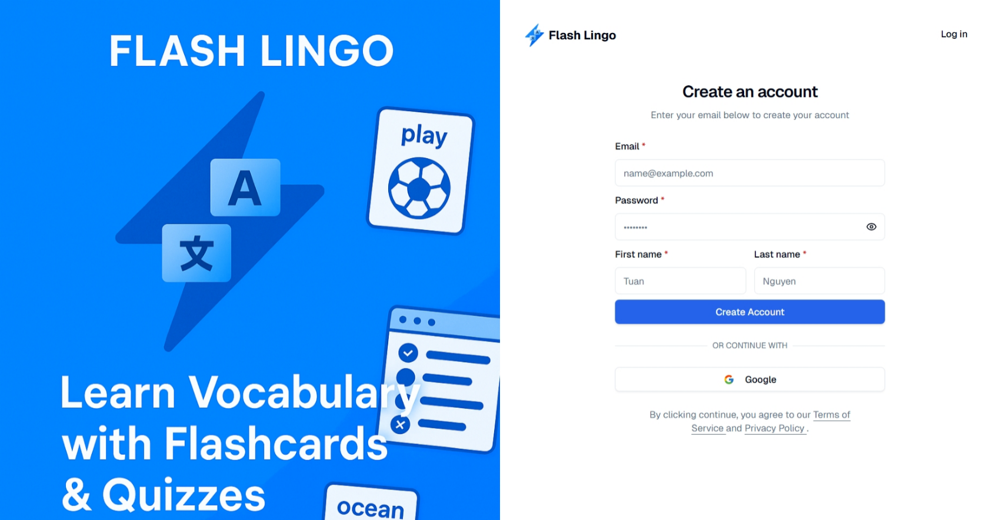 FLASH LINGO
A
文
play
Learn Vocabulary
with Flashcards
& Quizzes
ocean
Flash Lingo
Log in
Create an account
Enter your email below to create your account
Email *
name@example.com
Password *
••••••••
First name *
Last name *
Tuan
Nguyen
Create Account
OR CONTINUE WITH
G Google
By clicking continue, you agree to our Terms of
Service and Privacy Policy .